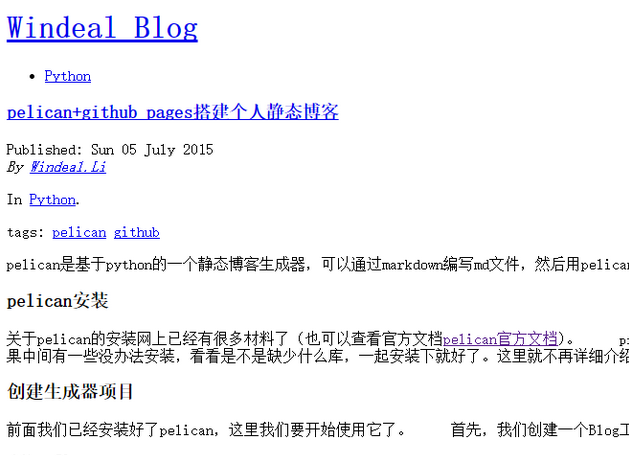 Windeal Blog
Python
pelican+github pages搭建个人静态博客
Published: Sun 05 July 2015
By Windeal.Li
In Python.
tags: pelican github
pelican是基于python的一个静态博客生成器，可以通过markdown编写md文件，然后用pelican
pelican安装
关于pelican的安装网上已经有很多材料了（也可以查看官方文档pelican官方文档）。
果中间有一些没办法安装，看看是不是缺少什么库，一起安装下就好了。这里就不再详细介绍
创建生成器项目
前面我们已经安装好了pelican，这里我们要开始使用它了。 首先，我们创建一个Blog工